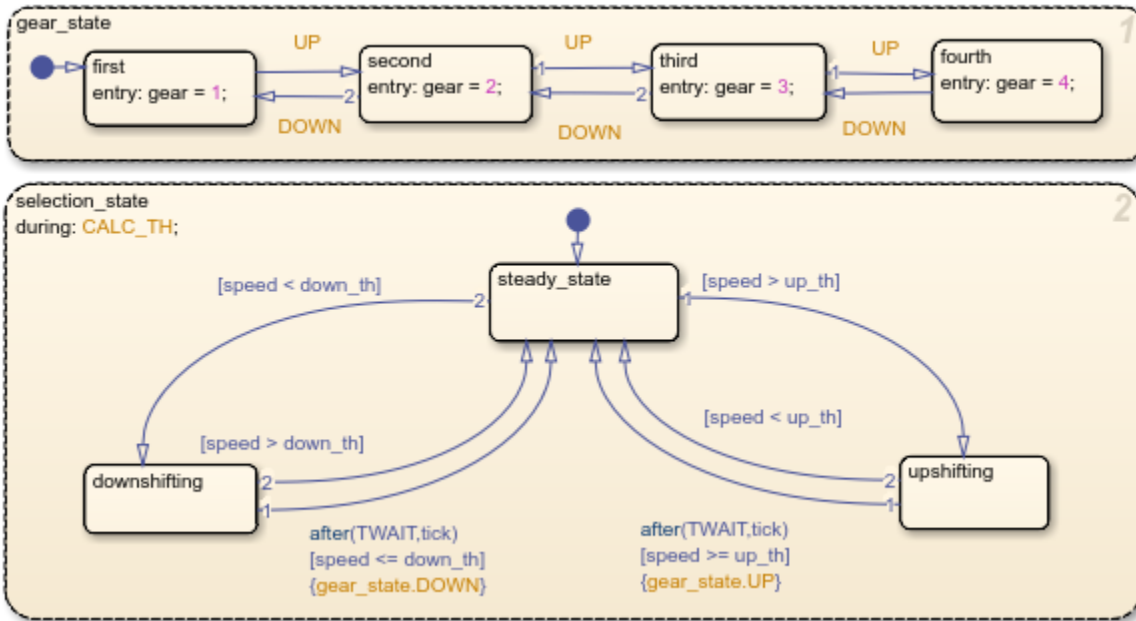 gear_state
1
UP
UP
UP
first
entry: gear = 1;
second
entry: gear = 2;
third
entry: gear = 3;
fourth
entry: gear = 4;
1
1
2
2
DOWN
DOWN
DOWN
selection_state
2
during: CALC_TH;
steady_state
[speed < down_th]
[speed > up_th]
2
1
[speed > down_th]
[speed < up_th]
downshifting
upshifting
2
1
2
1
after(TWAIT,tick)
[speed <= down_th]
{gear_state.DOWN}
after(TWAIT,tick)
[speed >= up_th]
{gear_state.UP}